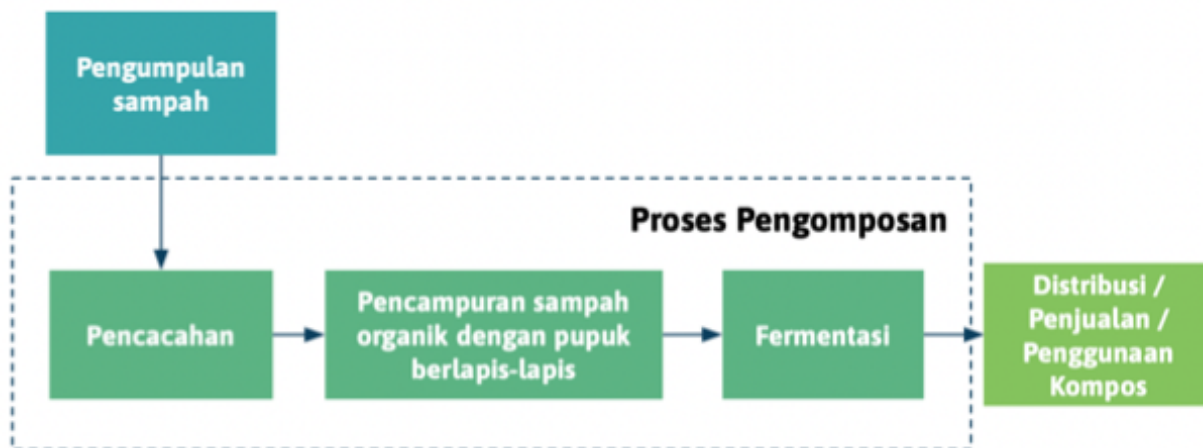 Pengumpulan
sampah
Proses Pengomposan
Pencacahan
Pencampuran sampah
organik dengan pupuk
berlapis-lapis
Fermentasi
Distribusi /
Penjualan /
Penggunaan
Kompos